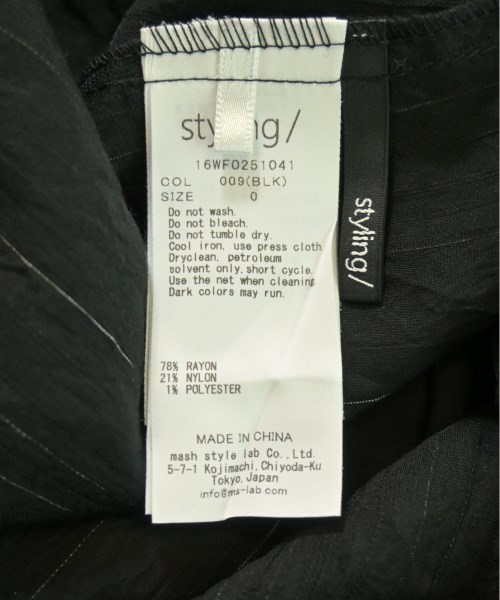 styling/
16WF0251041
COL 009(BLK)
SIZE 0
Do not wash.
Do not bleach.
Do not tumble dry.
Cool iron, use press cloth
Dryclean, petroleum
solvent only, short cycle.
Use the net when cleaning
Dark colors may run.
78% RAYON
21% NYLON
1% POLYESTER
MADE IN CHINA
mash style lab Co.,Ltd.
5-7-1 Kojimachi, Chiyoda-Ku
Tokyo, Japan
info@ms-lab.com
styling/